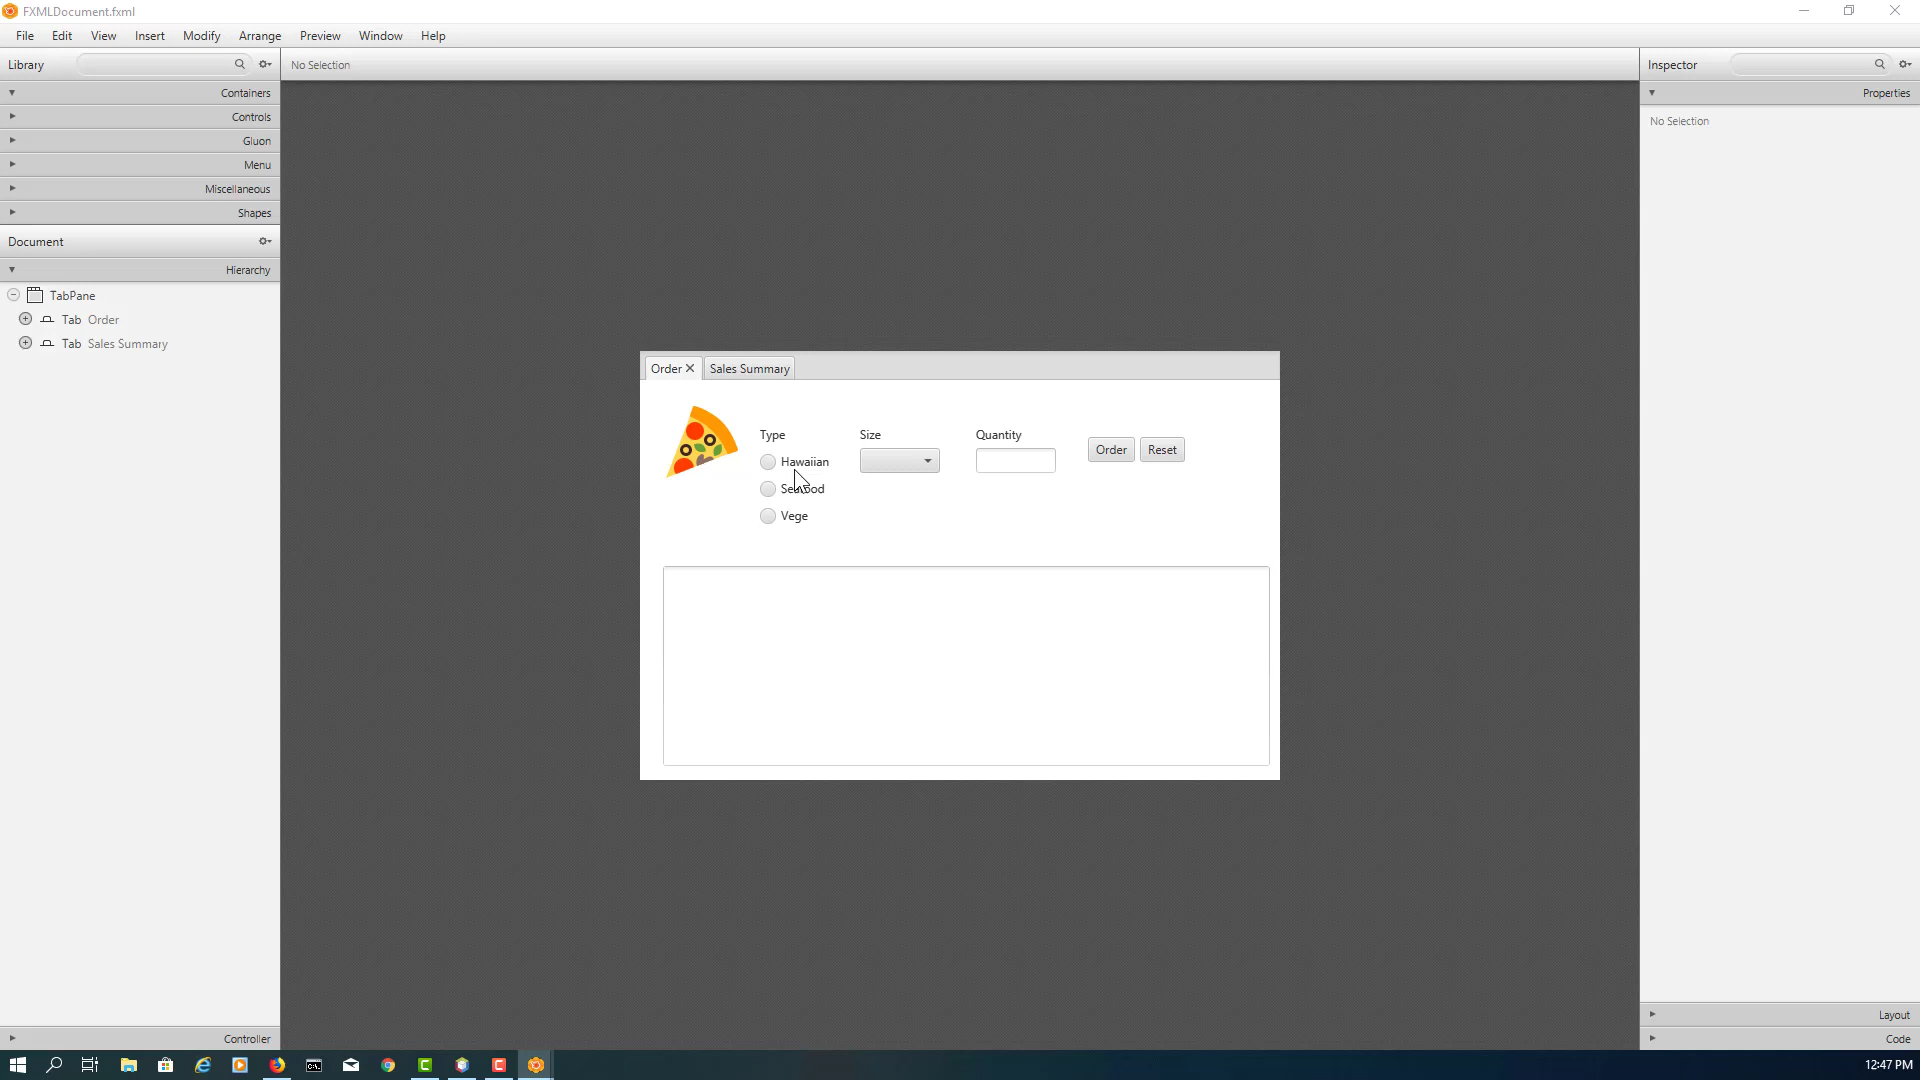 FXMLDocument.fxml
File Edit View Insert Modify Arrange Preview Window Help
Library
No Selection
Inspector
Containers
Properties
Controls
No Selection
Gluon
Menu
Miscellaneous
Shapes
Document
Hierarchy
TabPane
Tab Order
Tab Sales Summary
Order Sales Summary
Type Size Quantity
Hawaiian
Order Reset
Seafood
Vege
Layout
Controller
Code
12:47 PM